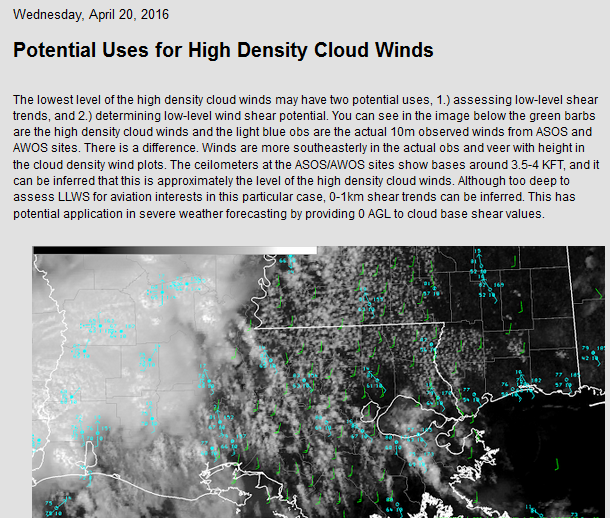 Wednesday, April 20, 2016
Potential Uses for High Density Cloud Winds
The lowest level of the high density cloud winds may have two potential uses, 1.) assessing low-level shear
trends, and 2.) determining low-level wind shear potential. You can see in the image below the green barbs
are the high density cloud winds and the light blue obs are the actual 10m observed winds from ASOS and
AWOS sites. There is a difference. Winds are more southeasterly in the actual obs and veer with height in
the cloud density wind plots. The ceilometers at the ASOS/AWOS sites show bases around 3.5-4 KFT, and it
can be inferred that this is approximately the level of the high density cloud winds. Although too deep to
assess LLWS for aviation interests in this particular case, 0-1km shear trends can be inferred. This has
potential application in severe weather forecasting by providing 0 AGL to cloud base shear values.